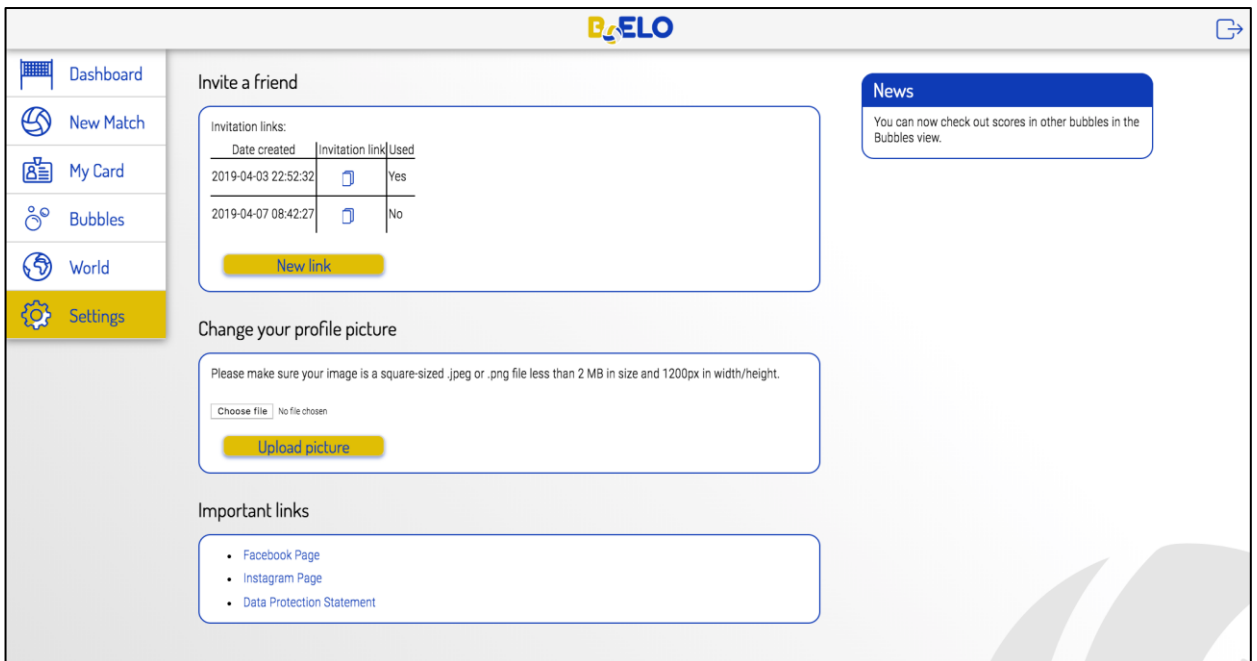 BeELO
Dashboard
New Match
My Card
Bubbles
World
Settings
Invite a friend
Invitation links:
Date created Invitation link Used
2019-04-03 22:52:32 Yes
2019-04-07 08:42:27 No
New link
Change your profile picture
Please make sure your image is a square-sized .jpeg or .png file less than 2 MB in size and 1200px in width/height.
Choose file No file chosen
Upload picture
Important links
• Facebook Page
• Instagram Page
• Data Protection Statement
News
You can now check out scores in other bubbles in the
Bubbles view.